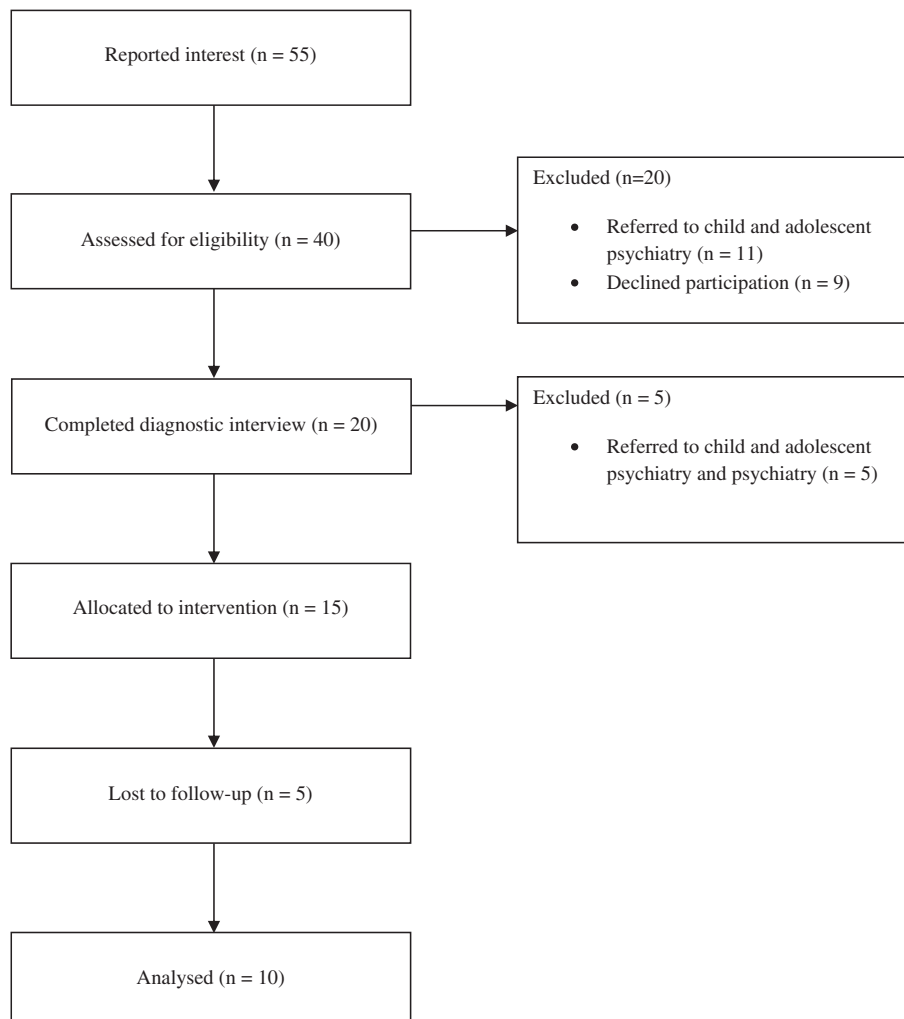 Reported interest (n = 55)
Assessed for eligibility (n = 40)
Excluded (n=20)
• Referred to child and adolescent
psychiatry (n = 11)
• Declined participation (n = 9)
Completed diagnostic interview (n = 20)
Excluded (n = 5)
• Referred to child and adolescent
psychiatry and psychiatry (n = 5)
Allocated to intervention (n = 15)
Lost to follow-up (n = 5)
Analysed (n = 10)